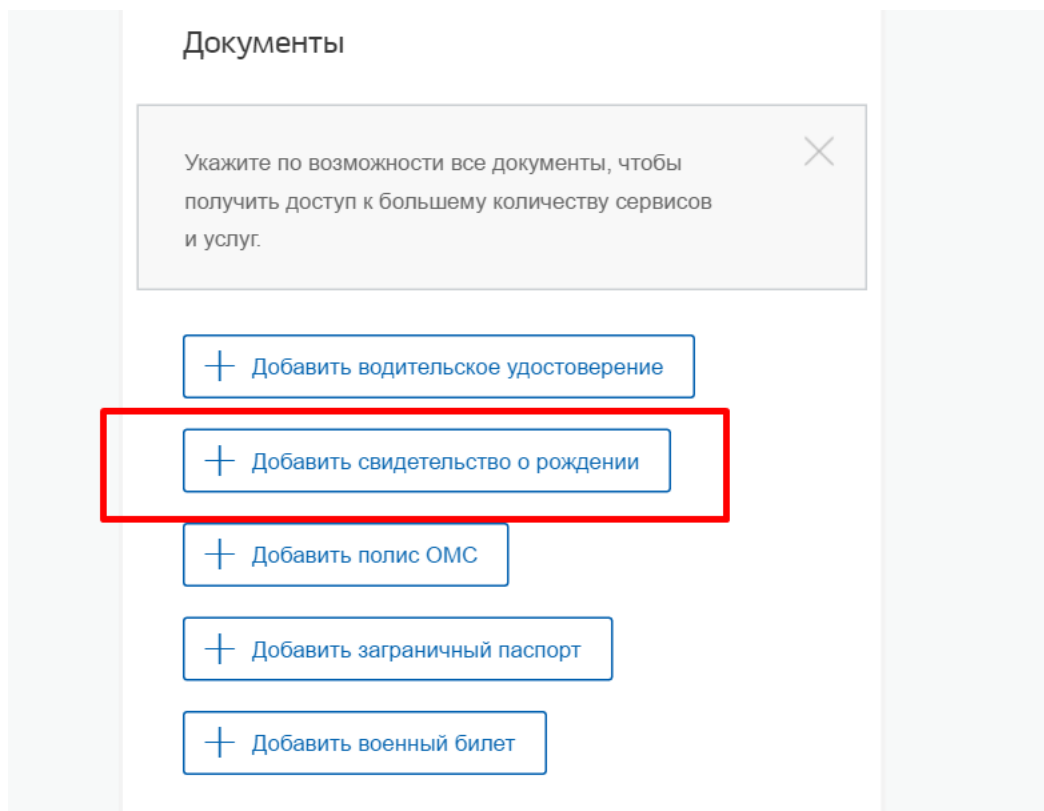 Документы
Укажите по возможности все документы, чтобы
получить доступ к большему количеству сервисов
и услуг.
Добавить водительское удостоверение
Добавить свидетельство о рождении
Добавить полис ОМС
Добавить заграничный паспорт
Добавить военный билет